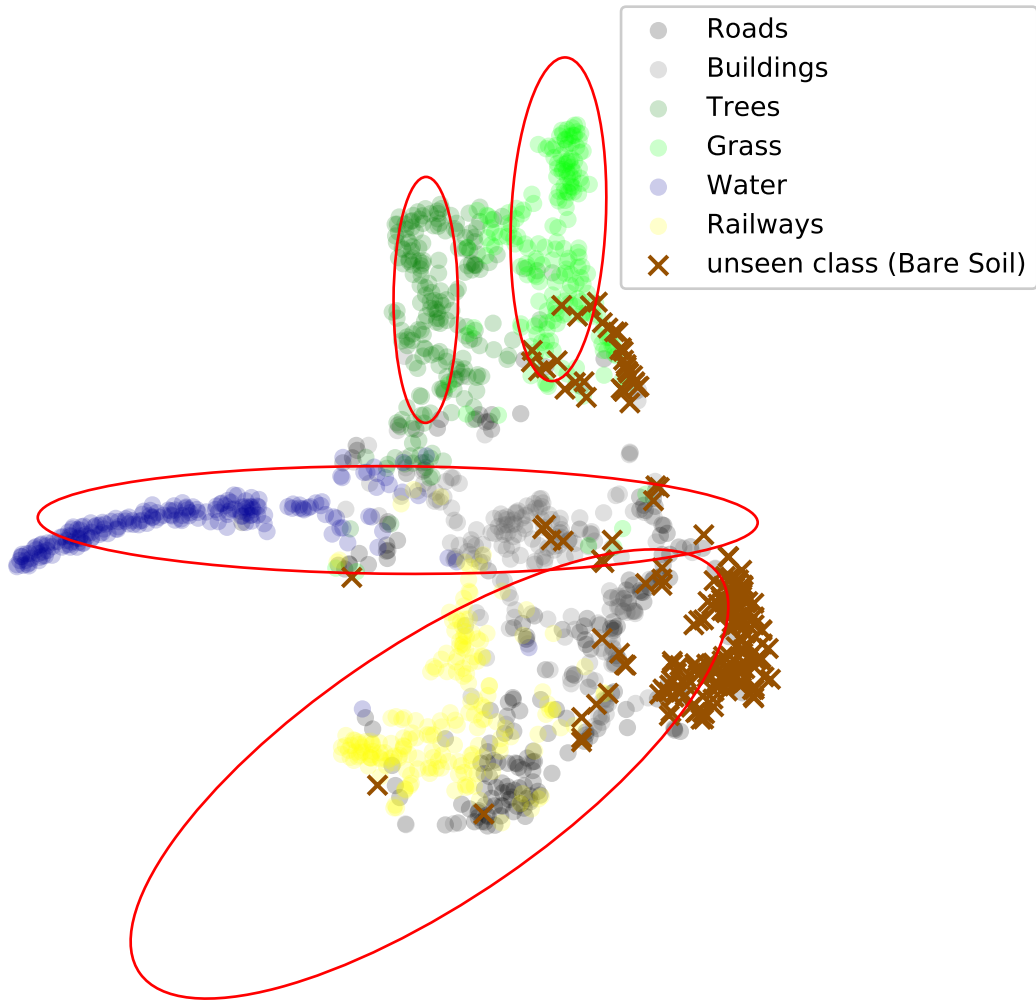 Roads
Buildings
Trees
Grass
Water
Railways
unseen class (Bare Soil)